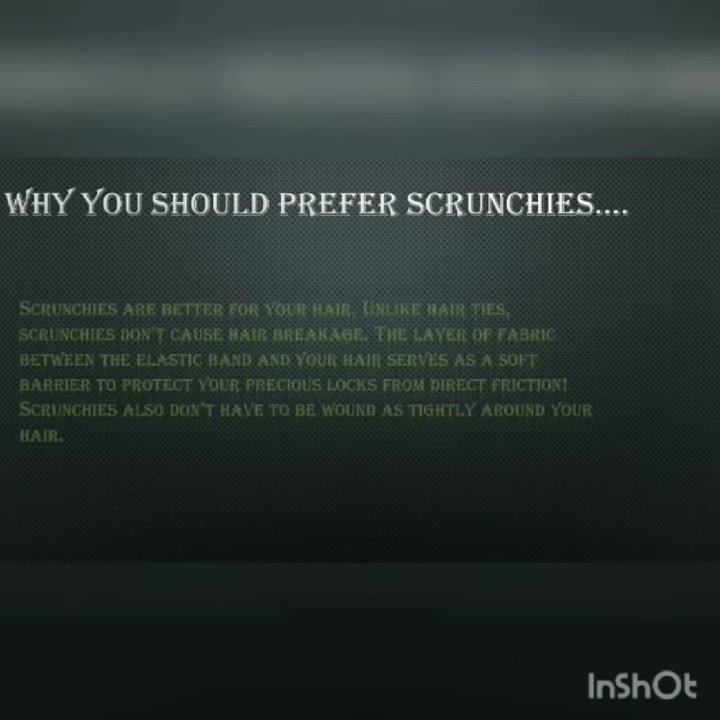 WHY YOU SHOULD PREFER SCRUNCHIES....
SCRUNCHIES ARE BETTER FOR YOUR HAIR. UNLIKE HAIR TIES,
SCRUNCHIES DON'T CAUSE HAIR BREAKAGE. THE LAYER OF FABRIC
BETWEEN THE ELASTIC BAND AND YOUR HAIR SERVES AS A SOFT
BARRIER TO PROTECT YOUR PRECIOUS LOCKS FROM DIRECT FRICTION!
SCRUNCHIES ALSO DON'T HAVE TO BE WOUND AS TIGHTLY AROUND YOUR
HAIR.
InShOt